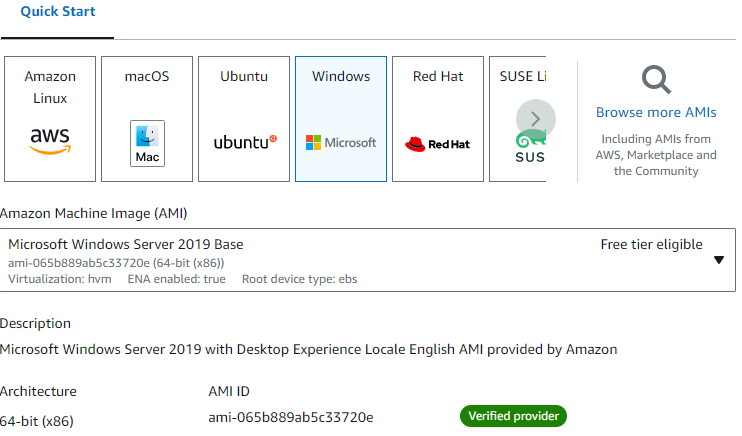 Quick Start
Amazon Linux
aws
macOS
Mac
Ubuntu
ubuntu
Windows
Microsoft
Red Hat
Red Hat
SUSE Li
SUS
Browse more AMIs
Including AMIs from
AWS, Marketplace and
the Community
Amazon Machine Image (AMI)
Microsoft Windows Server 2019 Base
Free tier eligible
ami-065b889ab5c33720e (64-bit (x86))
Virtualization: hvm ENA enabled: true Root device type: ebs
Description
Microsoft Windows Server 2019 with Desktop Experience Locale English AMI provided by Amazon
Architecture AMI ID
64-bit (x86) ami-065b889ab5c33720e Verified provider